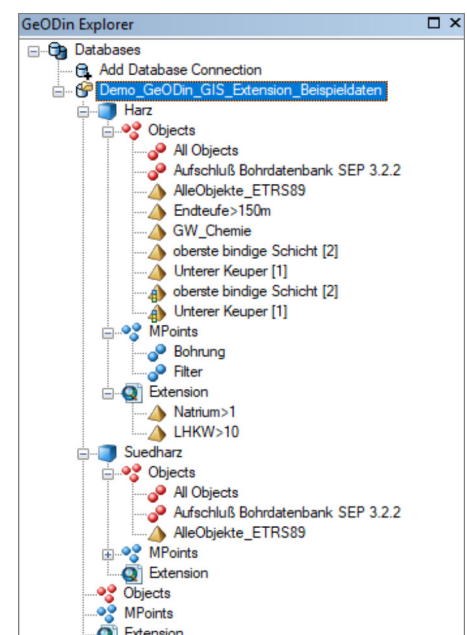 GeODin Explorer
Databases
Add Database Connection
Demo_GeODin_GIS_Extension_Beispieldaten
Harz
Objects
All Objects
Aufschluß Bohrdatenbank SEP 3.2.2
AlleObjekte_ETRS89
Endteufe>150m
GW_Chemie
oberste bindige Schicht [2]
Unterer Keuper [1]
oberste bindige Schicht [2]
Unterer Keuper [1]
MPoints
Bohrung
Filter
Extension
Natrium>1
LHKW>10
Suedharz
Objects
All Objects
Aufschluß Bohrdatenbank SEP 3.2.2
AlleObjekte_ETRS89
MPoints
Extension
Objects
MPoints
Extension